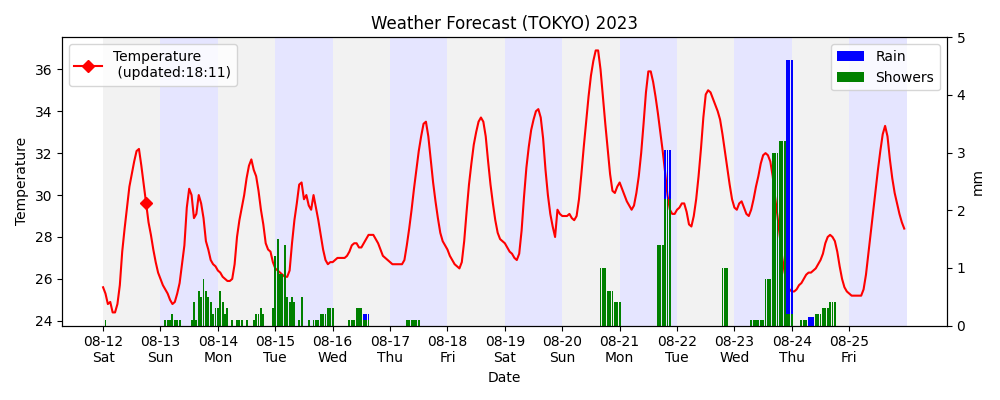 Weather Forecast (TOKYO) 2023
Temperature
(updated:18:11)
Rain
Showers
Temperature
36
34
32
30
28
26
24
5
4
3
2
1
0
mm
08-12 08-13 08-14 08-15 08-16 08-17 08-18 08-19 08-20 08-21 08-22 08-23 08-24 08-25
Sat Sun Mon Tue Wed Thu Fri Sat Sun Mon Tue Wed Thu Fri
Date